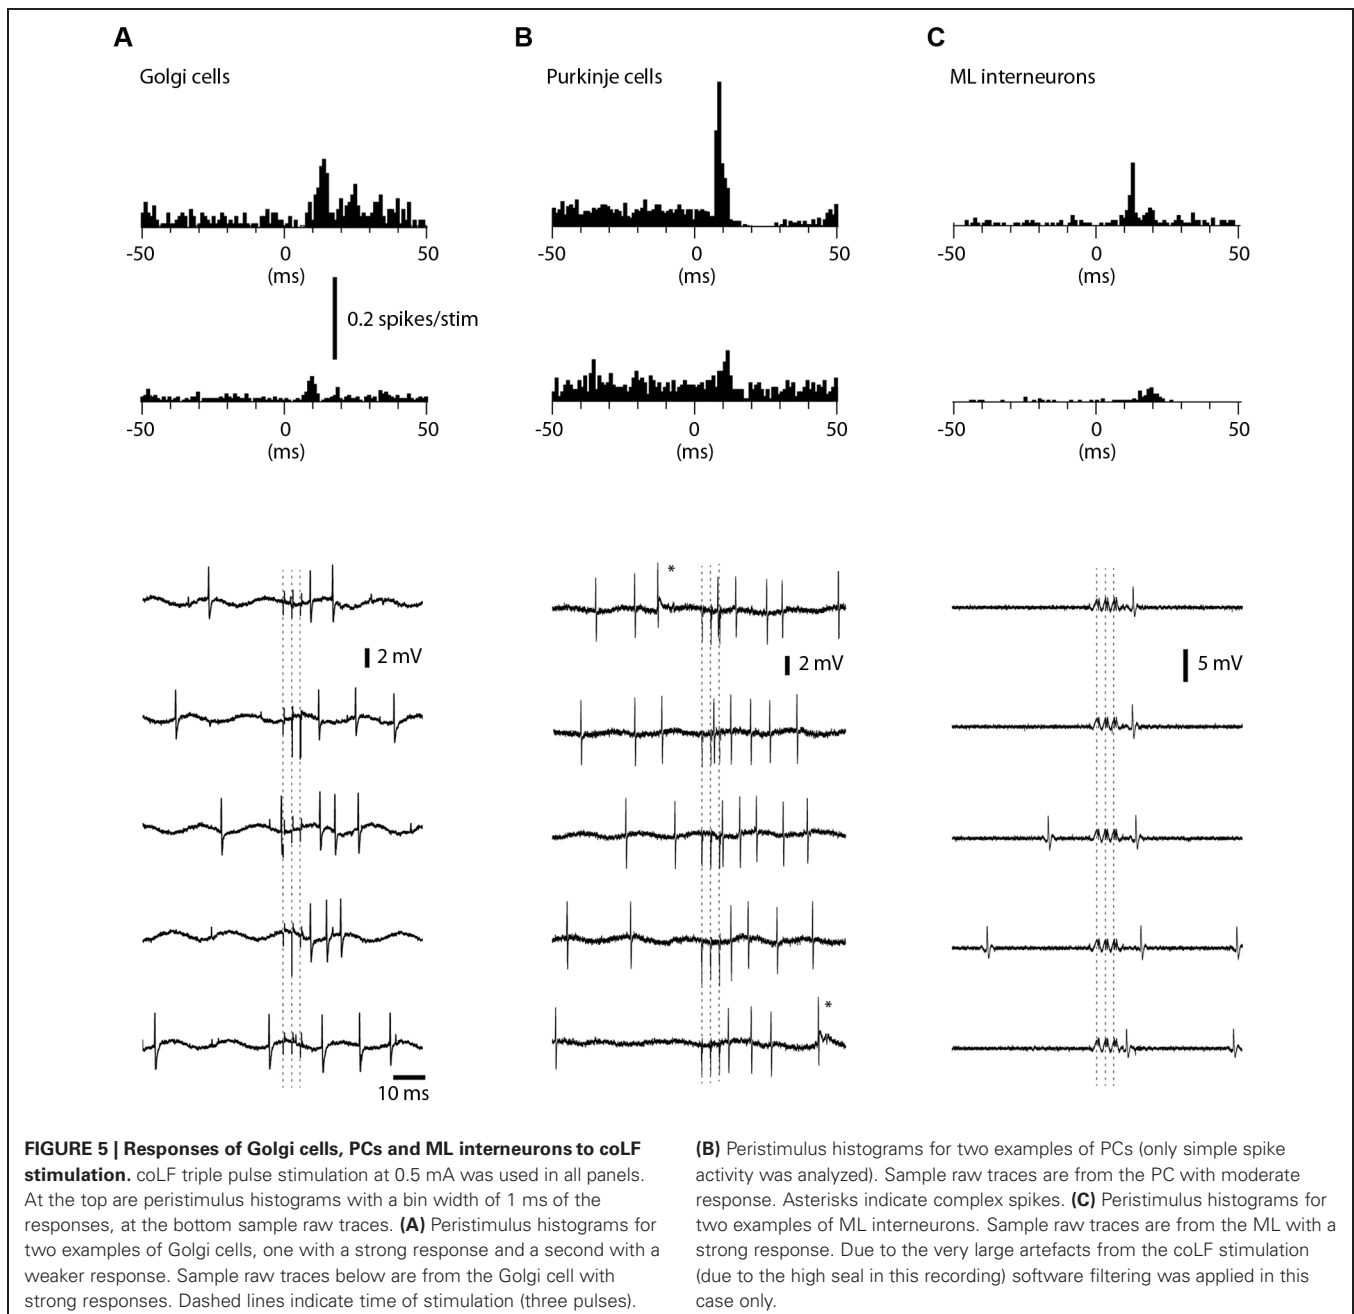 A
B
C
Golgi cells
Purkinje cells
ML interneurons
-50 0 50
(ms)
-50 0 50
(ms)
-50 0 50
(ms)
0.2 spikes/stim
-50 0 50
(ms)
-50 0 50
(ms)
-50 0 50
(ms)
*
2 mV
2 mV
5 mV
*
10 ms
FIGURE 5 | Responses of Golgi cells, PCs and ML interneurons to coLF
stimulation. coLF triple pulse stimulation at 0.5 mA was used in all panels.
At the top are peristimulus histograms with a bin width of 1 ms of the
responses, at the bottom sample raw traces. (A) Peristimulus histograms for
two examples of Golgi cells, one with a strong response and a second with a
weaker response. Sample raw traces below are from the Golgi cell with
strong responses. Dashed lines indicate time of stimulation (three pulses).
(B) Peristimulus histograms for two examples of PCs (only simple spike
activity was analyzed). Sample raw traces are from the PC with moderate
response. Asterisks indicate complex spikes. (C) Peristimulus histograms for
two examples of ML interneurons. Sample raw traces are from the ML with a
strong response. Due to the very large artefacts from the coLF stimulation
(due to the high seal in this recording) software filtering was applied in this
case only.